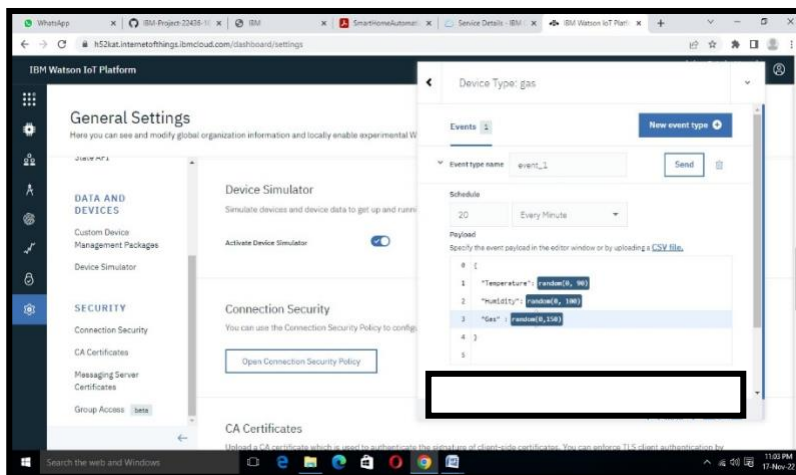 WhatsApp
IBM-Project-22438-16
IBM
SmartHomeAutomat
Service Details - IBM
IBM Watson IoT Platf
h52kat.internetofthings.ibmcloud.com/dashboard/settings
IBM Watson IoT Platform
General Settings
Here you can see and modify global organization information and locally enable experimental W
State API
DATA AND
DEVICES
Custom Device
Management Packages
Device Simulator
SECURITY
Connection Security
CA Certificates
Messaging Server
Certificates
Group Access beta
Device Simulator
Simulate devices and device data to get up and runni
Activate Device Simulator
Connection Security
You can use the Connection Security Policy to configu
Open Connection Security Policy
CA Certificates
Upload a CA certificate which is used to authenticate the signature of client-side certificates. You can enforce TLS client authentication by
Device Type: gas
Events 1
New event type
Event type name event_1 Send
Schedule
20 Every Minute
Payload
Specify the event payload in the editor window or by uploading a CSV file.
0 {
1 "Temperature": random(0, 90)
2 "Humidity": random(0, 100)
3 "Gas" : random(0,150)
4 }
5
Search the web and Windows
11:03 PM
17-Nov-22